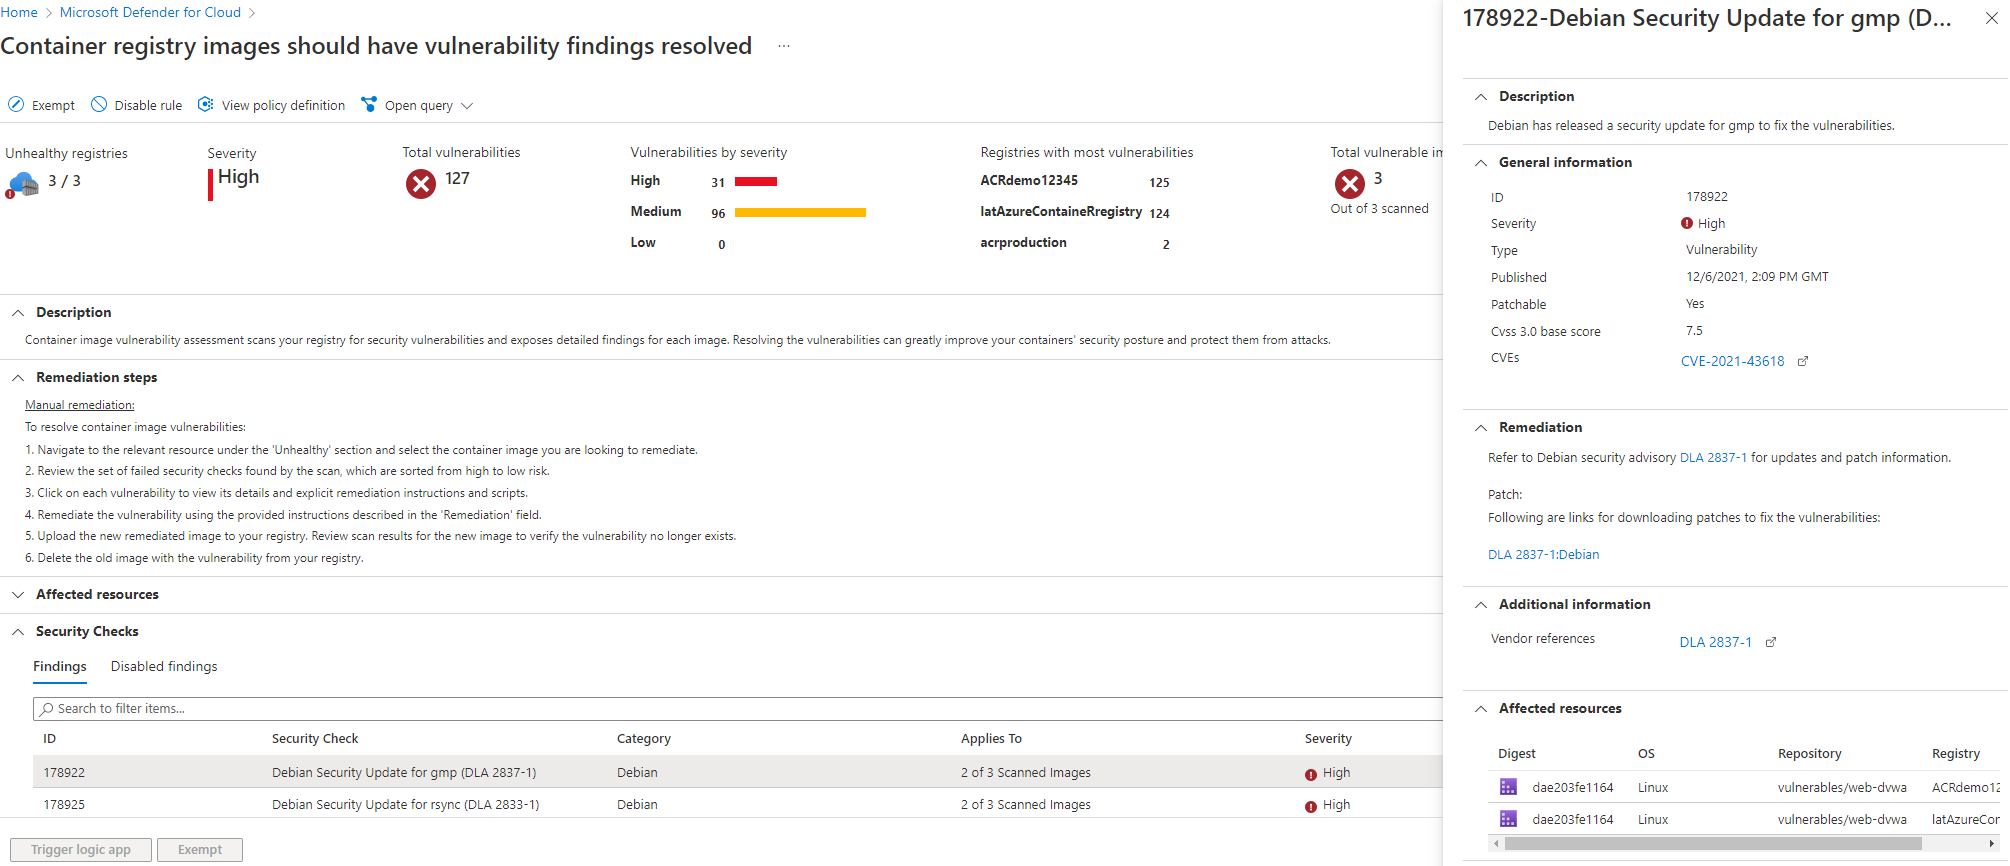 Home > Microsoft Defender for Cloud >
Container registry images should have vulnerability findings resolved ...
Exempt Disable rule View policy definition Open query
Unhealthy registries
3 / 3
Severity
High
Total vulnerabilities
127
Vulnerabilities by severity
High 31
Medium 96
Low 0
Registries with most vulnerabilities
ACRdemo12345 125
latAzureContaineRregistry 124
acrproduction 2
Total vulnerable im
3
Out of 3 scanned
Description
Container image vulnerability assessment scans your registry for security vulnerabilities and exposes detailed findings for each image. Resolving the vulnerabilities can greatly improve your containers' security posture and protect them from attacks.
Remediation steps
Manual remediation:
To resolve container image vulnerabilities:
1. Navigate to the relevant resource under the 'Unhealthy' section and select the container image you are looking to remediate.
2. Review the set of failed security checks found by the scan, which are sorted from high to low risk.
3. Click on each vulnerability to view its details and explicit remediation instructions and scripts.
4. Remediate the vulnerability using the provided instructions described in the 'Remediation' field.
5. Upload the new remediated image to your registry. Review scan results for the new image to verify the vulnerability no longer exists.
6. Delete the old image with the vulnerability from your registry.
Affected resources
Security Checks
Findings Disabled findings
Search to filter items...
ID Security Check Category Applies To Severity
178922 Debian Security Update for gmp (DLA 2837-1) Debian 2 of 3 Scanned Images High
178925 Debian Security Update for rsync (DLA 2833-1) Debian 2 of 3 Scanned Images High
Trigger logic app Exempt
178922-Debian Security Update for gmp (D...
Description
Debian has released a security update for gmp to fix the vulnerabilities.
General information
ID 178922
Severity High
Type Vulnerability
Published 12/6/2021, 2:09 PM GMT
Patchable Yes
Cvss 3.0 base score 7.5
CVEs CVE-2021-43618
Remediation
Refer to Debian security advisory DLA 2837-1 for updates and patch information.
Patch:
Following are links for downloading patches to fix the vulnerabilities:
DLA 2837-1:Debian
Additional information
Vendor references DLA 2837-1
Affected resources
Digest OS Repository Registry
dae203fe1164 Linux vulnerables/web-dvwa ACRdemo12
dae203fe1164 Linux vulnerables/web-dvwa latAzureCon